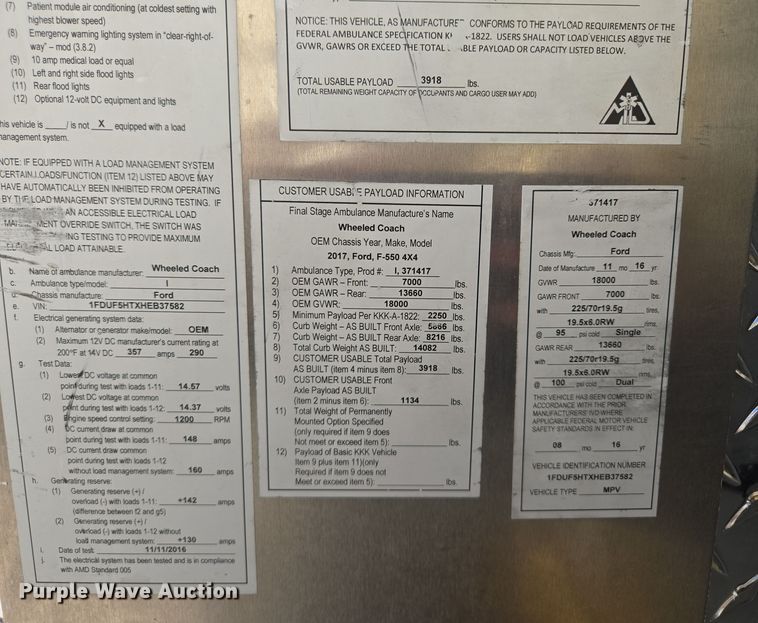 (7) Patient module air conditioning (at coldest setting with
highest blower speed)
(8) Emergency warning lighting system in "clear-right-of-
way" – mod (3.8.2)
(9) 10 amp medical load or equal
(10) Left and right side flood lights
(11) Rear flood lights
(12) Optional 12-volt DC equipment and lights
his vehicle is / is not X equipped with a load
management system.
NOTE: IF EQUIPPED WITH A LOAD MANAGEMENT SYSTEM
CERTAIN LOADS/FUNCTION (ITEM 12) LISTED ABOVE MAY
HAVE AUTOMATICALLY BEEN INHIBITED FROM OPERATING
BY THE LOAD MANAGEMENT SYSTEM DURING TESTING. IF
AN ACCESSIBLE ELECTRICAL LOAD
MENT OVERRIDE SWITCH, THE SWITCH WAS
ING TESTING TO PROVIDE MAXIMUM
AL LOAD ATTAINABLE.
b. Name of ambulance manufacturer: Wheeled Coach
c. Ambulance type/model: I
d. Chassis manufacture: Ford
e. VIN: 1FDUF5HTXHEB37582
f. Electrical generating system data:
(1) Alternator or generator make/model: OEM
(2) Maximum 12V DC manufacturer's current rating at
200°F at 14V DC 357 amps 290
g. Test Data:
(1) Lowest DC voltage at common
point during test with loads 1-11: 14.57 volts
(2) Lowest DC voltage at common
point during test with loads 1-12: 14.37 volts
(3) Engine speed control setting: 1200 RPM
(4) DC current draw at common
point during test with loads 1-11: 148 amps
(5) DC current draw common
point during test with loads 1-12
without load management system: 160 amps
h. Generating reserve:
(1) Generating reserve (+) /
overload (-) with loads 1-11: +142 amps
(difference between f2 and g5)
(2) Generating reserve (+) /
overload (-) with loads 1-12 without
load management system: +130 amps
i. Date of test 11/11/2016
j. The electrical system has been tested and is in compliance
with AMD Standard 005
NOTICE: THIS VEHICLE, AS MANUFACTURE CONFORMS TO THE PAYLOAD REQUIREMENTS OF THE
FEDERAL AMBULANCE SPECIFICATION K -1822. USERS SHALL NOT LOAD VEHICLES ABOVE THE
GVWR, GAWRS OR EXCEED THE TOTAL BLE PAYLOAD OR CAPACITY LISTED BELOW.
TOTAL USABLE PAYLOAD 3918 lbs.
(TOTAL REMAINING WEIGHT CAPACITY OF OCCUPANTS AND CARGO USER MAY ADD)
CUSTOMER USABLE PAYLOAD INFORMATION
Final Stage Ambulance Manufacture's Name
Wheeled Coach
OEM Chassis Year, Make, Model
2017, Ford, F-550 4X4
1) Ambulance Type, Prod #: I, 371417
2) OEM GAWR - Front: 7000 lbs.
3) OEM GAWR – Rear: 13660 lbs.
4) OEM GVWR: 18000 lbs.
5) Minimum Payload Per KKK-A-1822: 2250 lbs.
6) Curb Weight - AS BUILT Front Axle: 5866 lbs.
7) Curb Weight - AS BUILT Rear Axle: 8216 lbs.
8) Total Curb Weight AS BUILT: 14082 lbs.
9) CUSTOMER USABLE Total Payload
AS BUILT (item 4 minus item 8): 3918 lbs.
10) CUSTOMER USABLE Front
Axle Payload AS BUILT
(item 2 minus item 6): 1134 lbs.
11) Total Weight of Permanently
Mounted Option Specified
(only required if item 9 does
Not meet or exceed item 5): lbs.
12) Payload of Basic KKK Vehicle
Item 9 plus item 11)(only
Required if item 9 does not
Meet or exceed item 5): lbs.
371417
MANUFACTURED BY
Wheeled Coach
Chassis Mfg: Ford
Date of Manufacture 11 mo 16 yr
GVWR 18000
GAWR FRONT 7000 lbs.
with 225/70r19.5g tires,
19.5x6.0RW rims,
@ 95 psi cold Single
GAWR REAR 13660 lbs.
with 225/70r19.5g tires,
19.5x6.0RW rims,
@ 100 psi cold Dual
THIS VEHICLE HAS BEEN COMPLETED IN
ACCORDANCE WITH THE PRIOR
MANUFACTURERS' IVD WHERE
APPLICABLE FEDERAL MOTOR VEHICLE
SAFETY STANDARDS IN EFFECT IN:
08 mo 16 yr
VEHICLE IDENTIFICATION NUMBER
1FDUF5HTXHEB37582
VEHICLE TYPE MPV
Purple Wave Auction